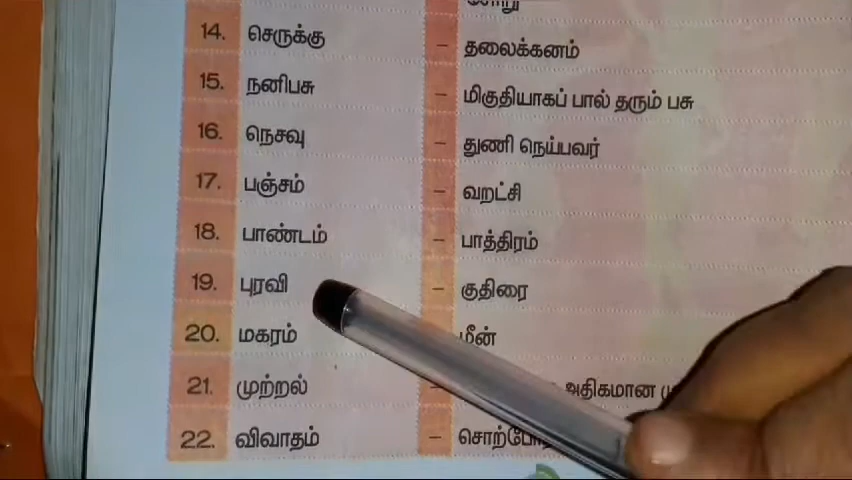 14. செருக்கு – தலைக்கனம்
15. நனிபசு – மிகுதியாகப் பால் தரும் பசு
16. நெசவு – துணி நெய்பவர்
17. பஞ்சம் – வறட்சி
18. பாண்டம் – பாத்திரம்
19. புரவி – குதிரை
20. மகரம் மீன்
21. முற்றல் – அதிகமான
22. விவாதம் –